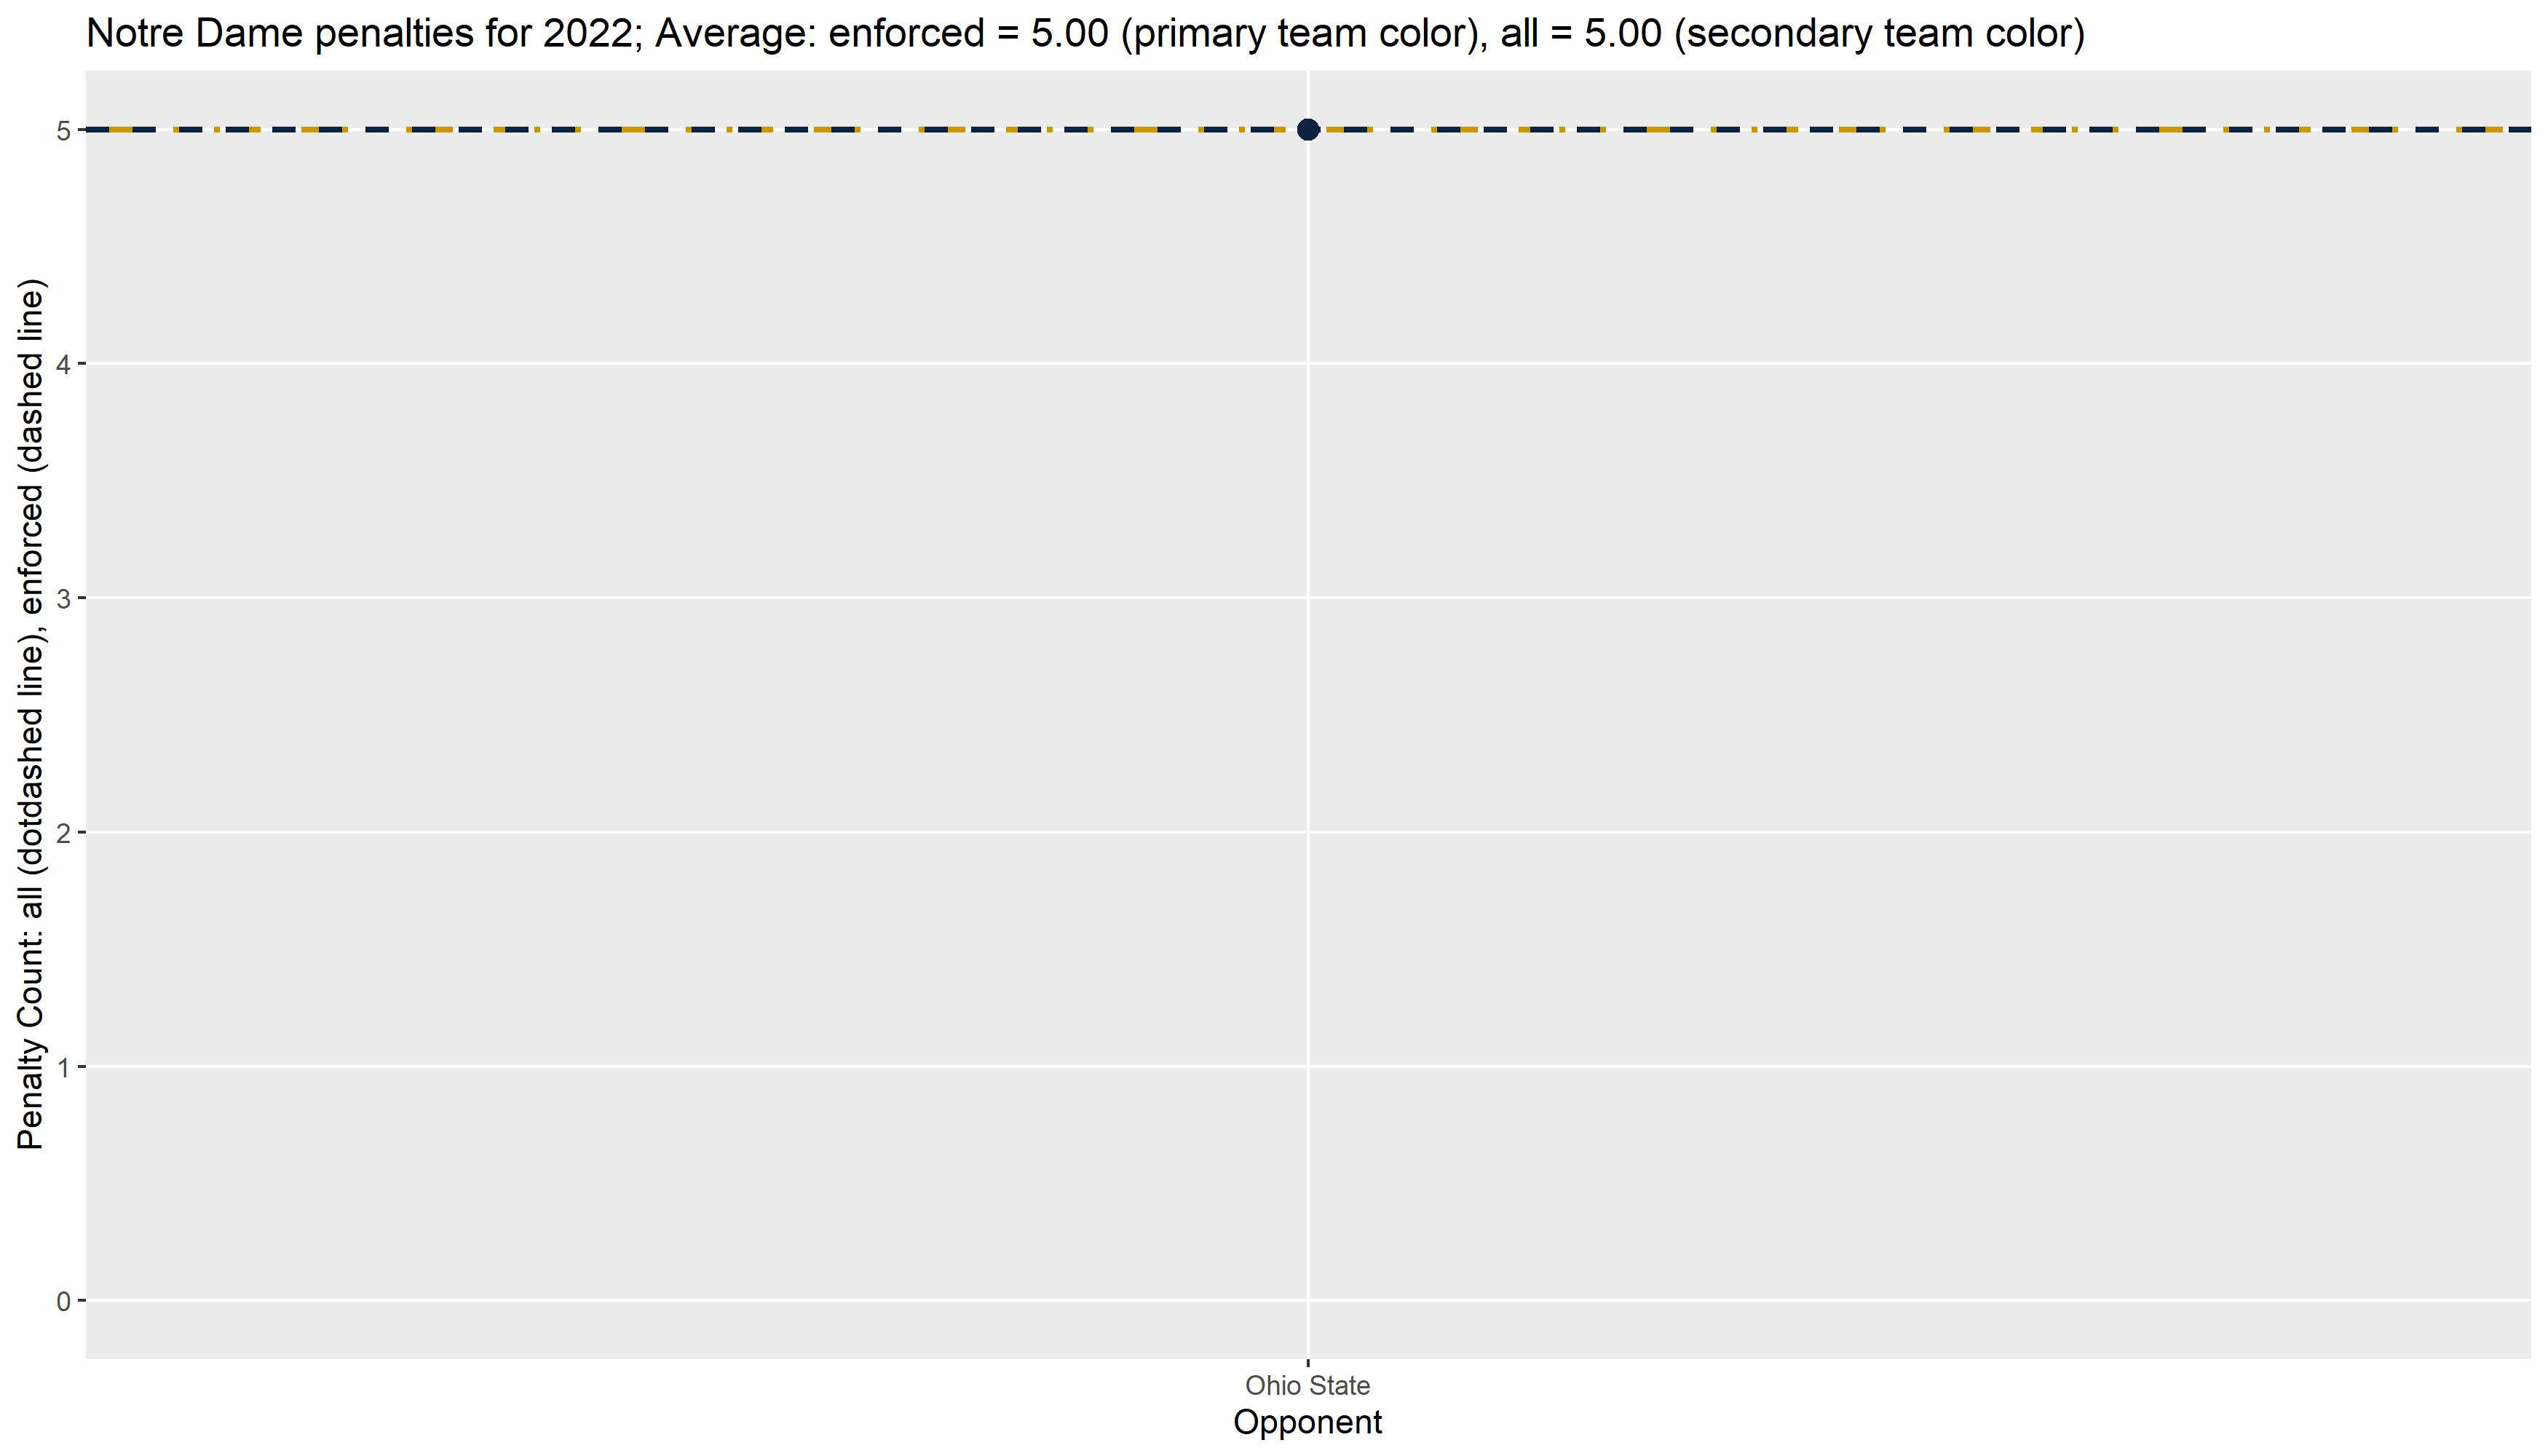 Notre Dame penalties for 2022; Average: enforced = 5.00 (primary team color), all = 5.00 (secondary team color)
Penalty Count: all (dotdashed line), enforced (dashed line)
5
4
3
2
1
0
Ohio State
Opponent